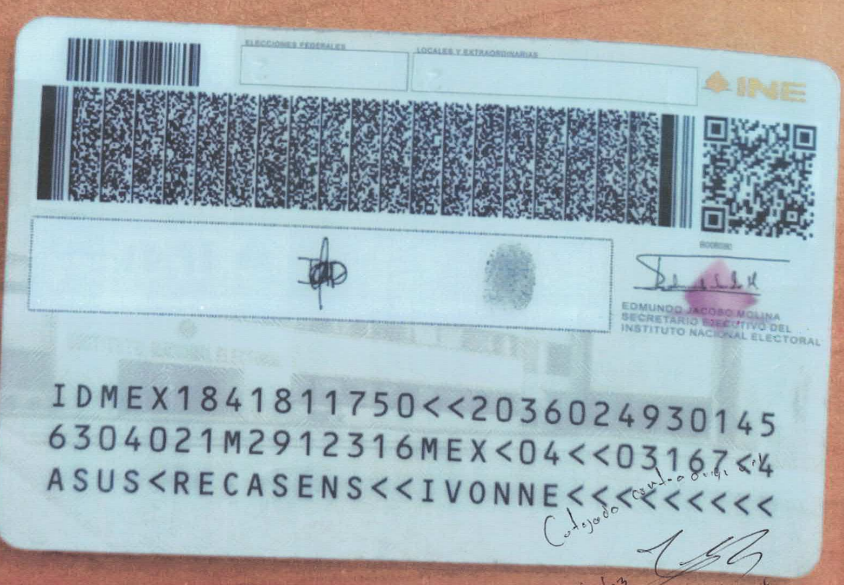 ELECCIONES FEDERALES
LOCALES Y EXTRAORDINARIAS
INE
EDMUNDO JACOBO MOLINA
SECRETARIO EJECUTIVO DEL
INSTITUTO NACIONAL ELECTORAL
IDMEX1841811750<<2036024930145
6304021M2912316MEX<04<<03167<4
ASUS<RECASENS<<IVONNE<<<<<<<<<
Cotejado contra original